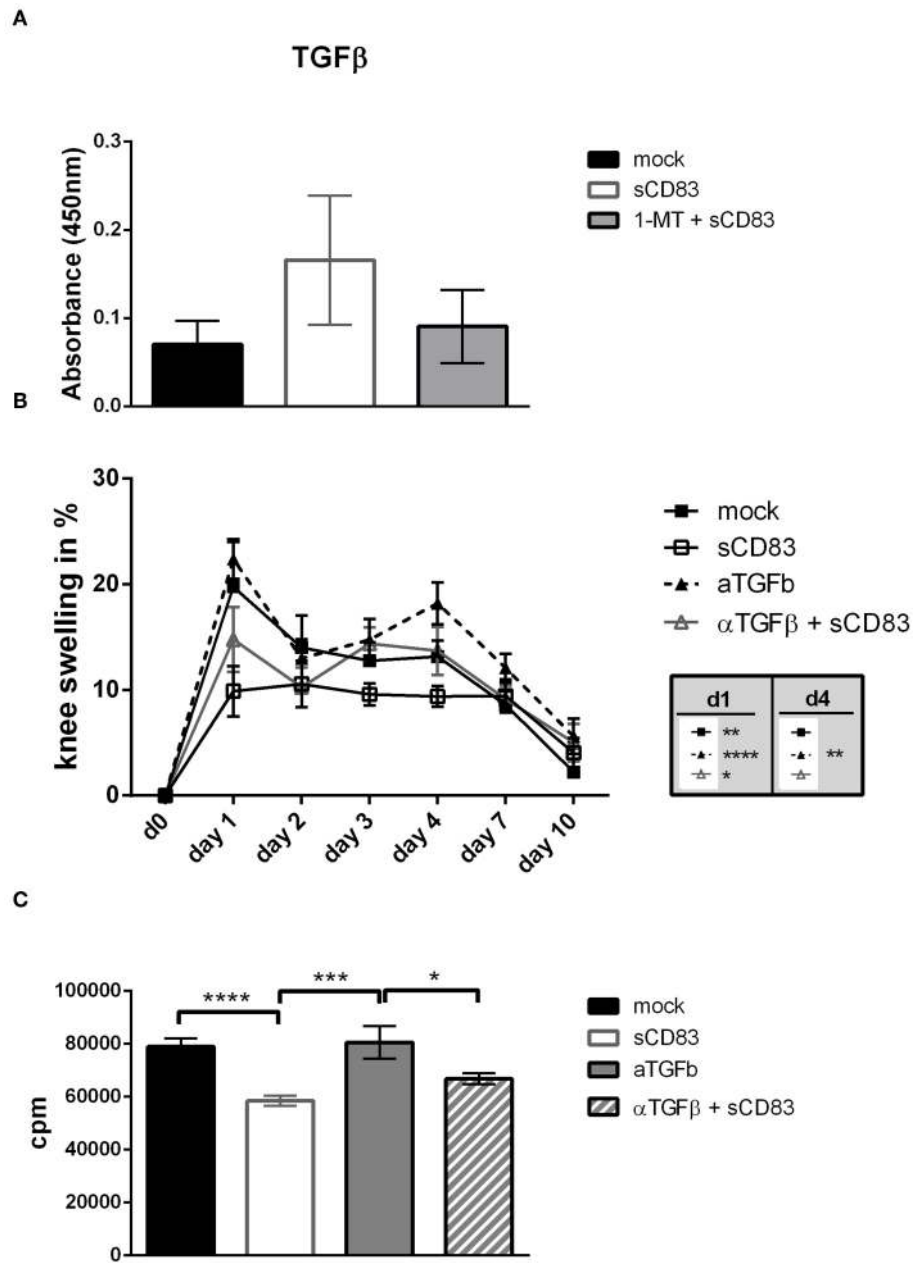 A
TGFβ
Absorbance (450nm)
0.3
0.2
0.1
0.0
mock
sCD83
1-MT + sCD83
B
knee swelling in %
30
20
10
0
d0
day 1
day 2
day 3
day 4
day 7
day 10
mock
sCD83
aTGFb
αTGFβ + sCD83
d1 d4
**
**** **
*
C
cpm
100000
80000
60000
40000
20000
0
**** *** *
mock
sCD83
aTGFb
αTGFβ + sCD83